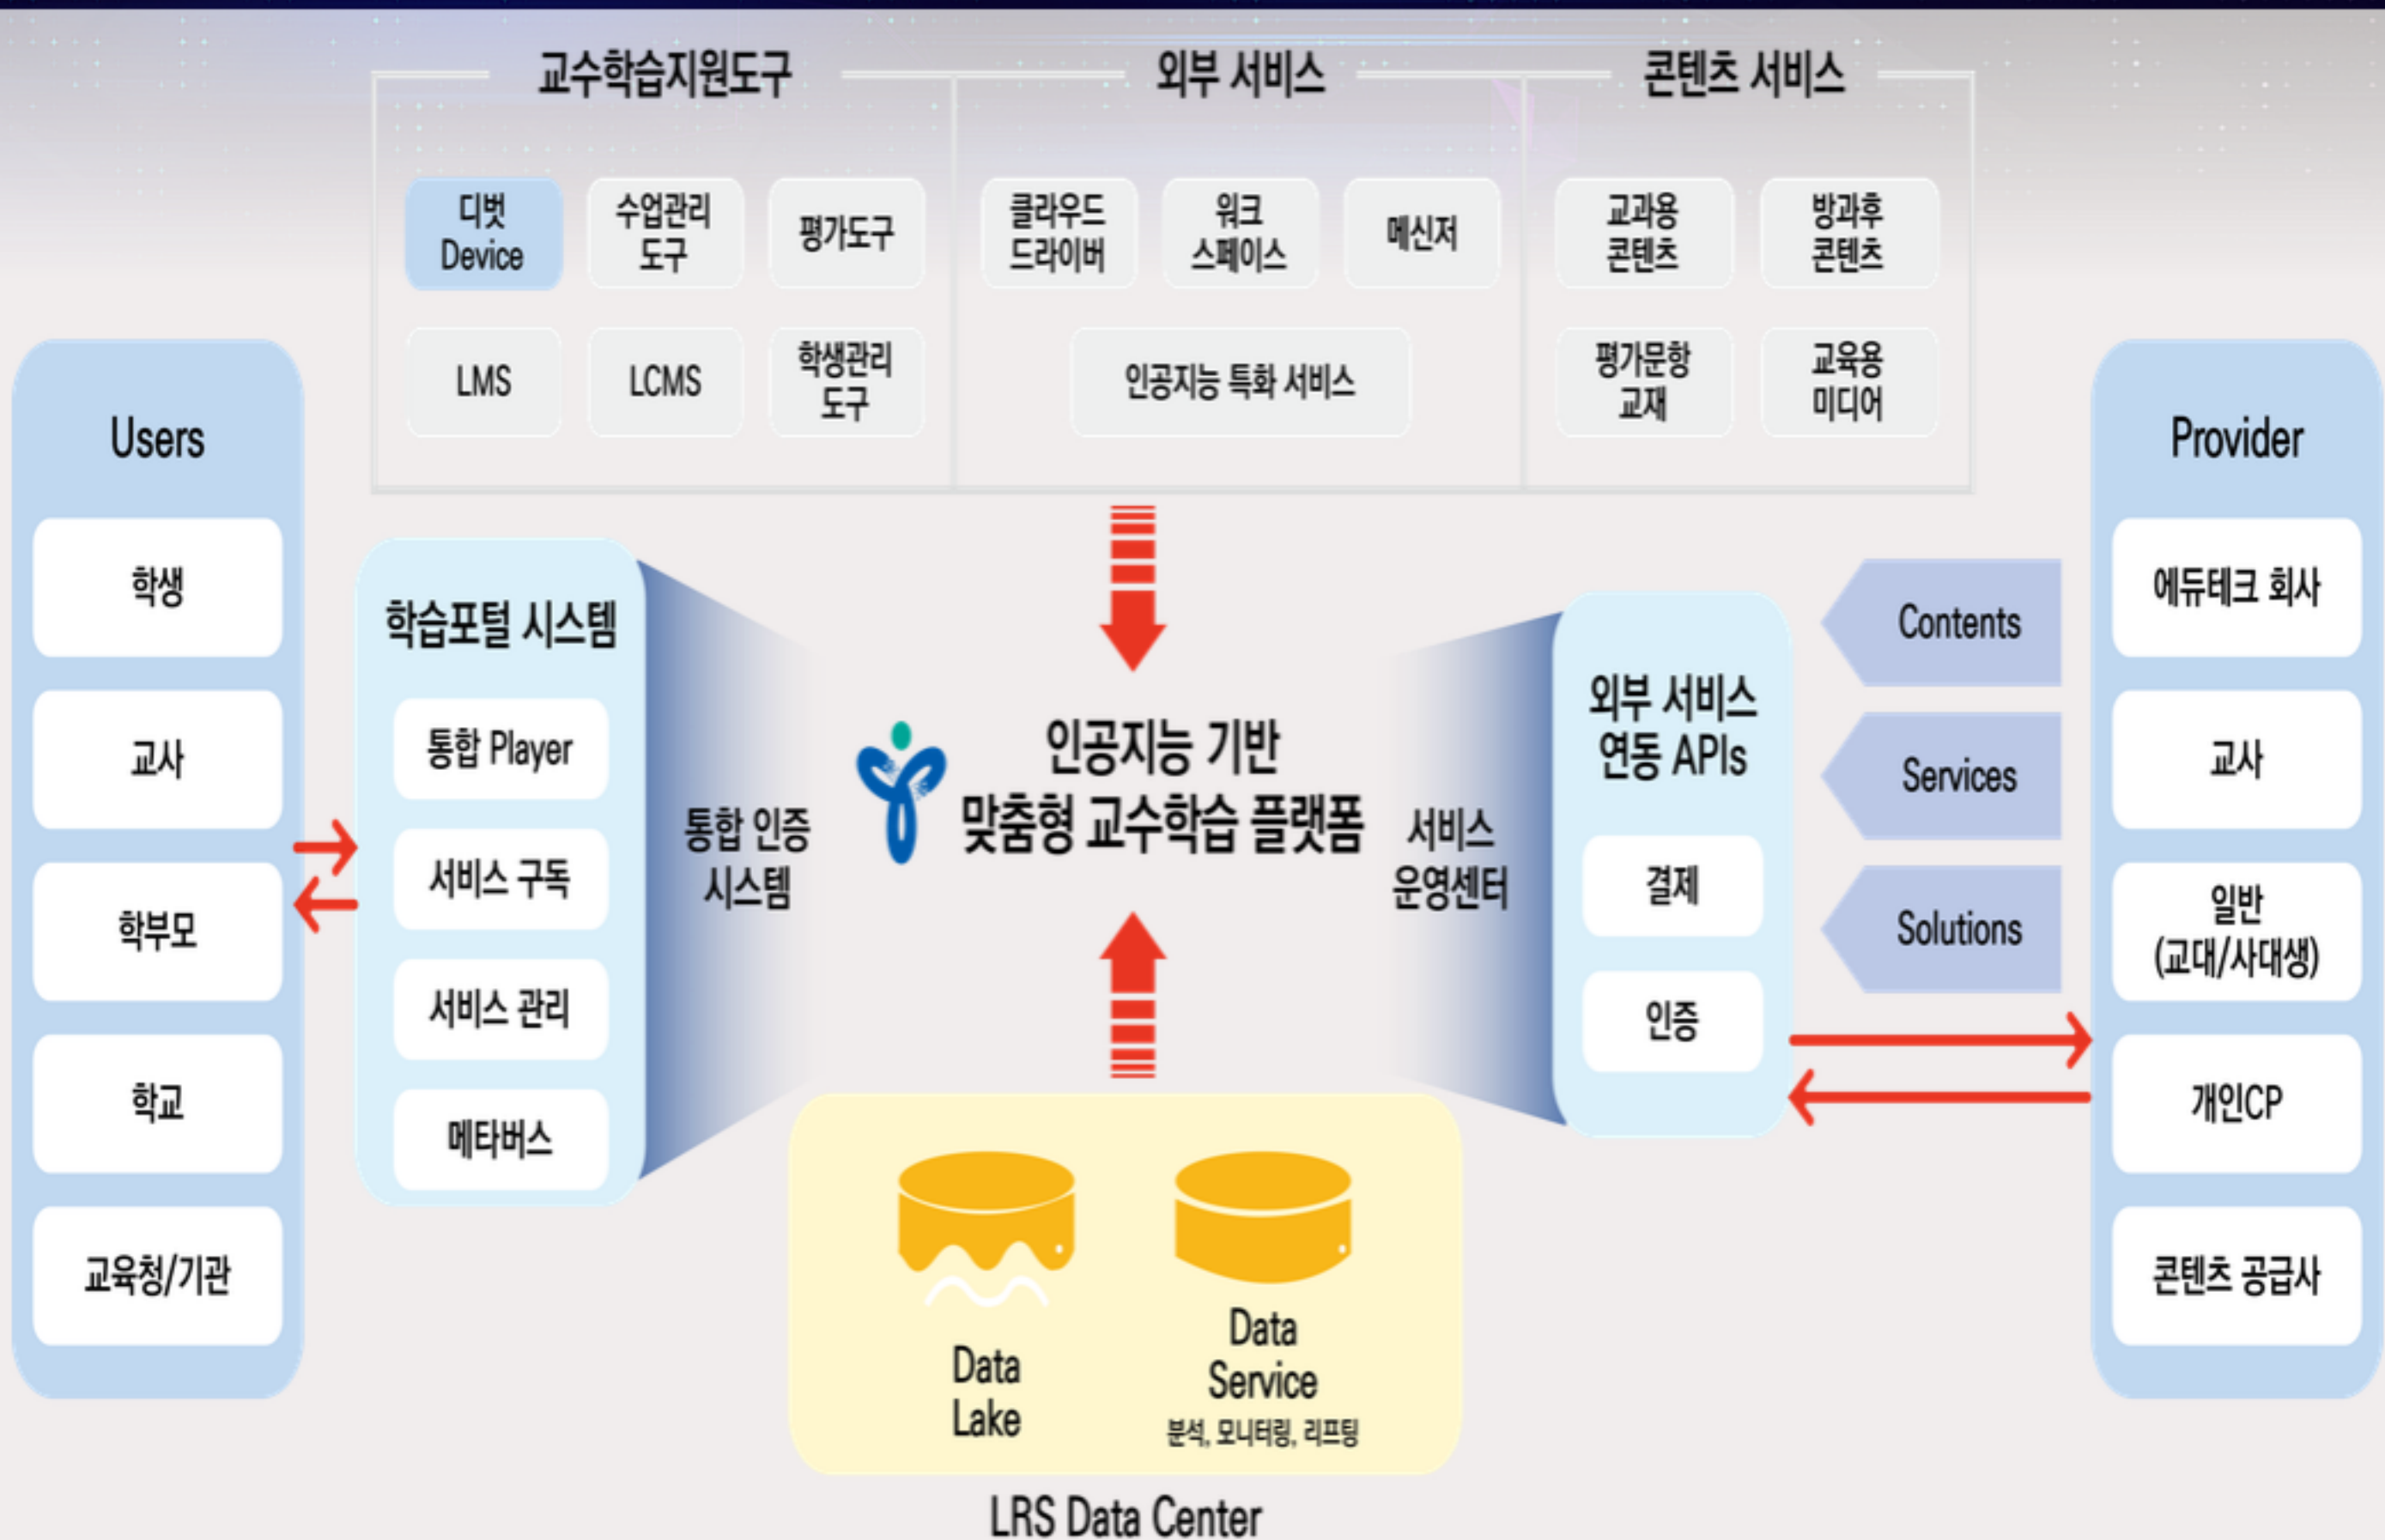 교수학습지원도구
외부 서비스
콘텐츠 서비스
디벗
Device
수업관리
도구
평가도구
LMS
LCMS
학생관리
도구
클라우드
드라이버
워크
스페이스
메신저
인공지능 특화 서비스
교과용
콘텐츠
방과후
콘텐츠
평가문항
교재
교육용
미디어
Users
학생
교사
학부모
학교
교육청/기관
학습포털 시스템
통합 Player
서비스 구독
서비스 관리
메타버스
통합 인증
시스템
인공지능 기반
맞춤형 교수학습 플랫폼
서비스
운영센터
외부 서비스
연동 APIs
결제
인증
Contents
Services
Solutions
Provider
에듀테크 회사
교사
일반
(교대/사대생)
개인CP
콘텐츠 공급사
Data
Lake
Data
Service
분석, 모니터링, 리프팅
LRS Data Center